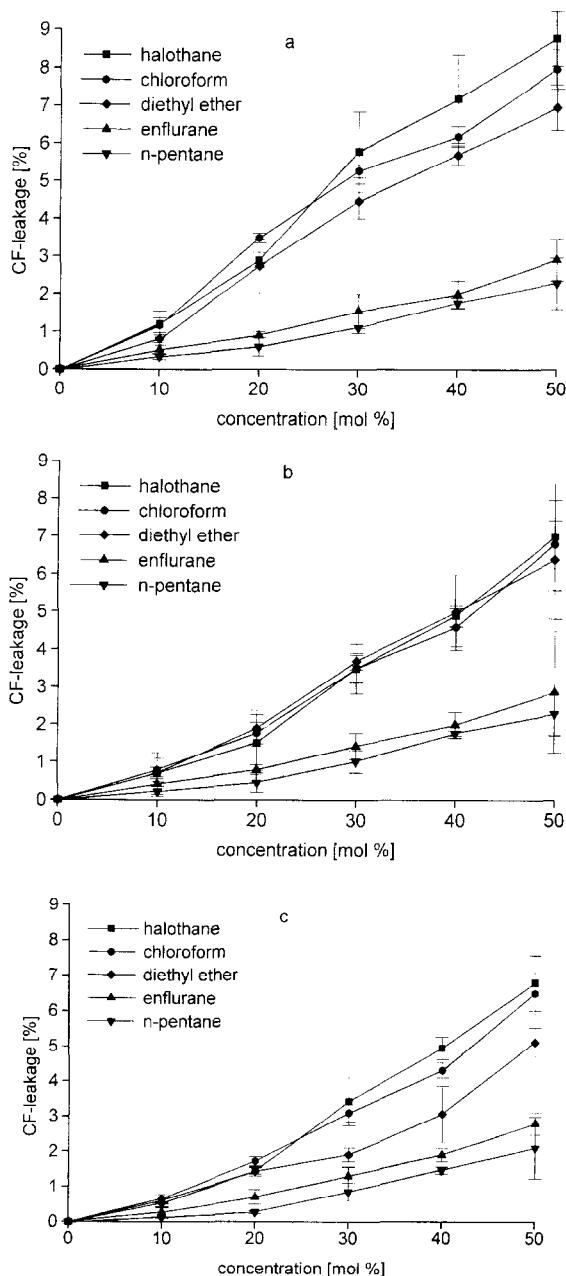 a
halothane
chloroform
diethyl ether
enflurane
n-pentane
CF-leakage [%]
9
8
7
6
5
4
3
2
1
0
0 10 20 30 40 50
concentration [mol %]
b
halothane
chloroform
diethyl ether
enflurane
n-pentane
CF-leakage [%]
9
8
7
6
5
4
3
2
1
0
0 10 20 30 40 50
concentration [mol %]
c
halothane
chloroform
diethyl ether
enflurane
n-pentane
CF-leakage [%]
9
8
7
6
5
4
3
2
1
0
0 10 20 30 40 50
concentration [mol %]